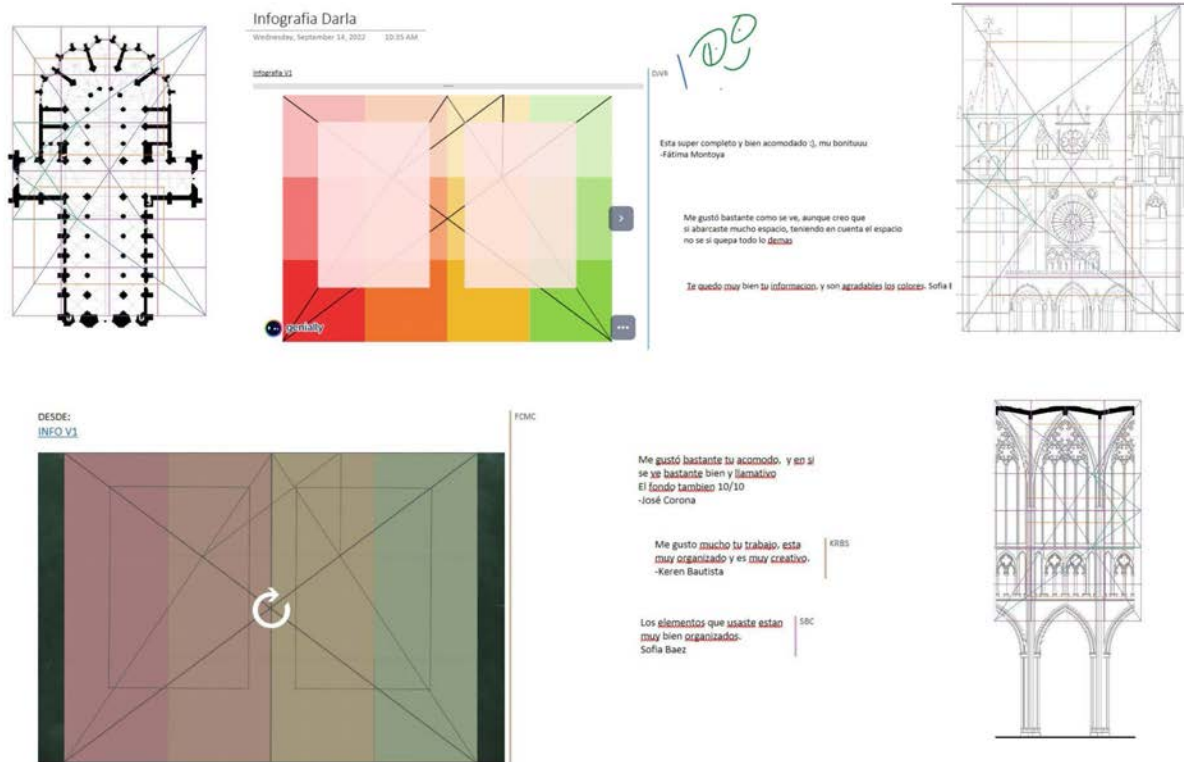 Infografia Darla
Wednesday, September 14, 2022 10:35 AM
Infografia V1
DJVR
Esta super completo y bien acomodado :), mu bonituuu
-Fátima Montoya
Me gustó bastante como se ve, aunque creo que
si abarcaste mucho espacio, teniendo en cuenta el espacio
no se si quepa todo lo demas
Te quedo muy bien tu informacion, y son agradables los colores. Sofia
genially
DESDE:
INFO V1
FCMC
Me gustó bastante tu acomodo, y en si
se ve bastante bien y llamativo
El fondo tambien 10/10
-José Corona
Me gusto mucho tu trabajo, esta
muy organizado y es muy creativo.
-Keren Bautista
KRBS
Los elementos que usaste estan
muy bien organizados.
Sofia Baez
SBC